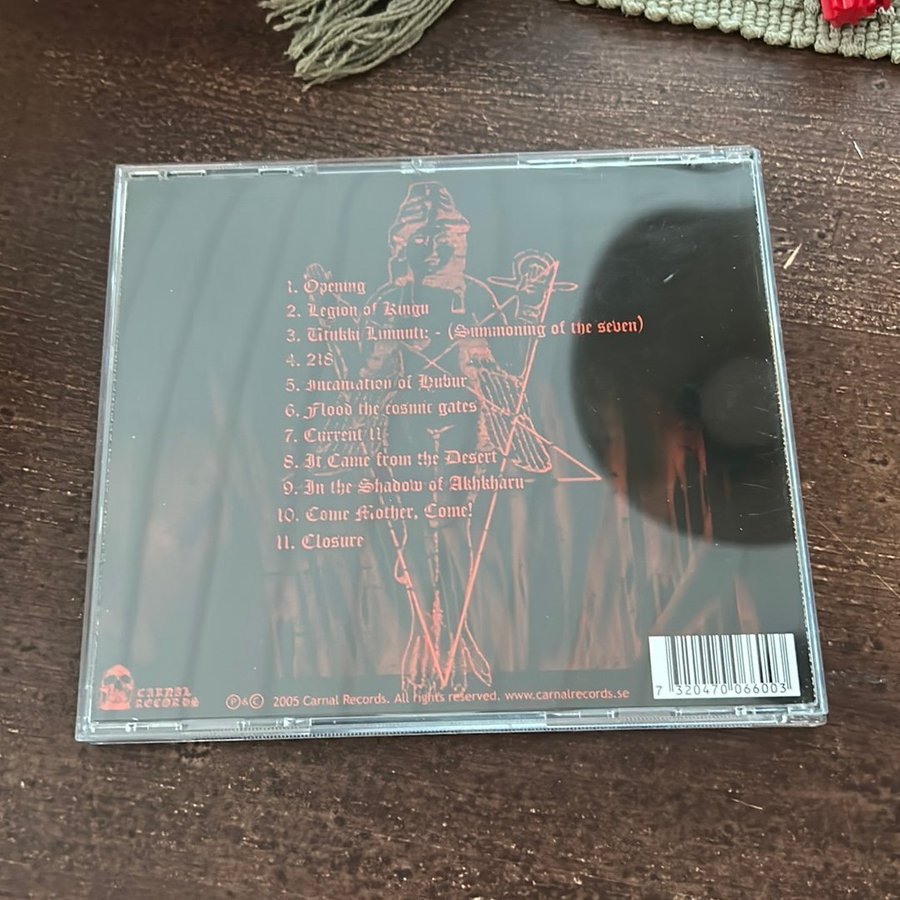 1. Opening
2. Legion of Kingu
3. Utukki Limnuti: - (Summoning of the seven)
4. 218
5. Incantation of Hubur
6. Flood the cosmic gates
7. Current 11
8. It Came from the Desert
9. In the Shadow of Akhkharu
10. Come Mother, Come!
11. Closure
CARNAL
RECORDS
℗&© 2005 Carnal Records. All rights reserved. www.carnalrecords.se
7 320470 066003